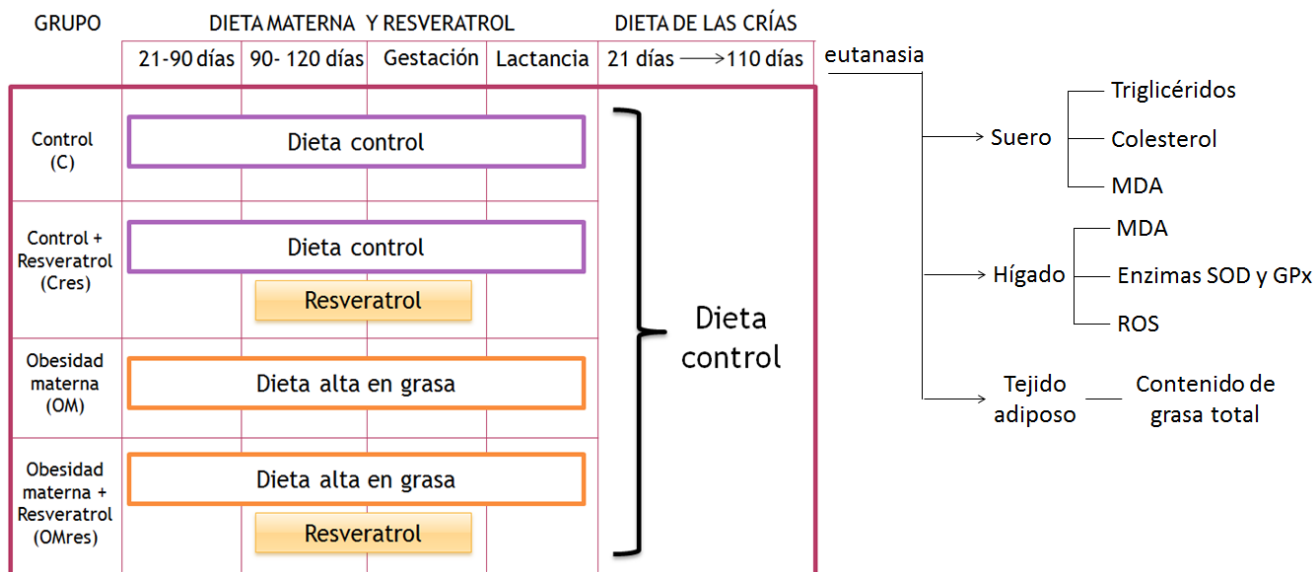 GRUPO
DIETA MATERNA Y RESVERATROL
DIETA DE LAS CRÍAS
21-90 días
90- 120 días
Gestación
Lactancia
21 días
110 días
Control
(C)
Dieta control
Control +
Resveratrol
(Cres)
Dieta control
Resveratrol
Obesidad
materna
(OM)
Dieta alta en grasa
Obesidad
materna +
Resveratrol
(OMres)
Dieta alta en grasa
Resveratrol
Dieta
control
eutanasia
Suero
Triglicéridos
Colesterol
MDA
Hígado
MDA
Enzimas SOD y GPx
ROS
Tejido
adiposo
Contenido de
grasa total